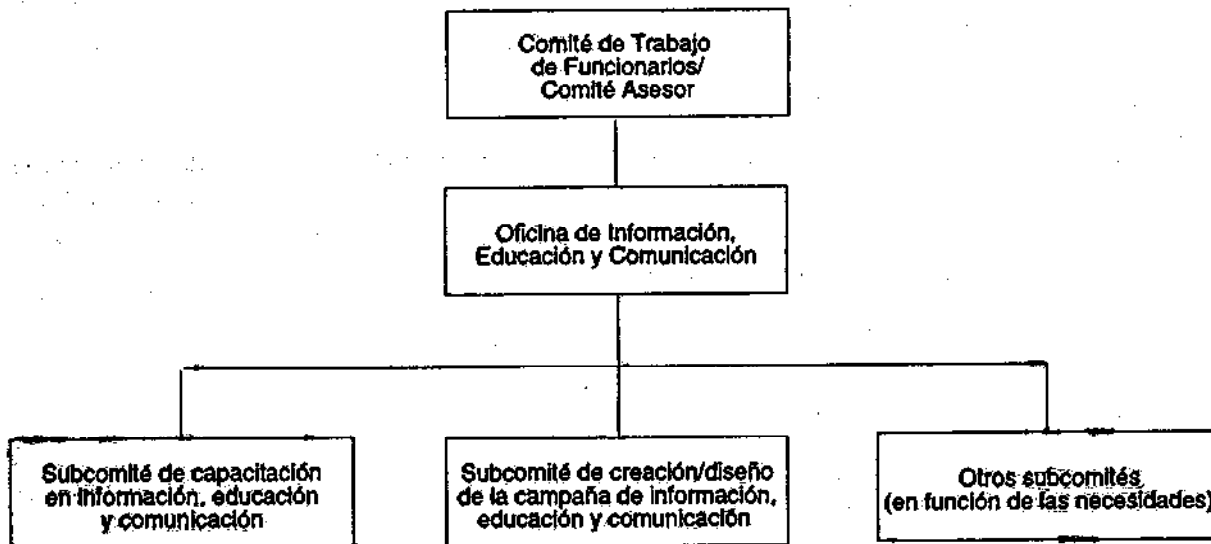 Comité de Trabajo
de Funcionarios/
Comité Asesor
Oficina de Información,
Educación y Comunicación
Subcomité de capacitación
en información, educación
y comunicación
Subcomité de creación/diseño
de la campaña de información,
educación y comunicación
Otros subcomités
(en función de las necesidades)